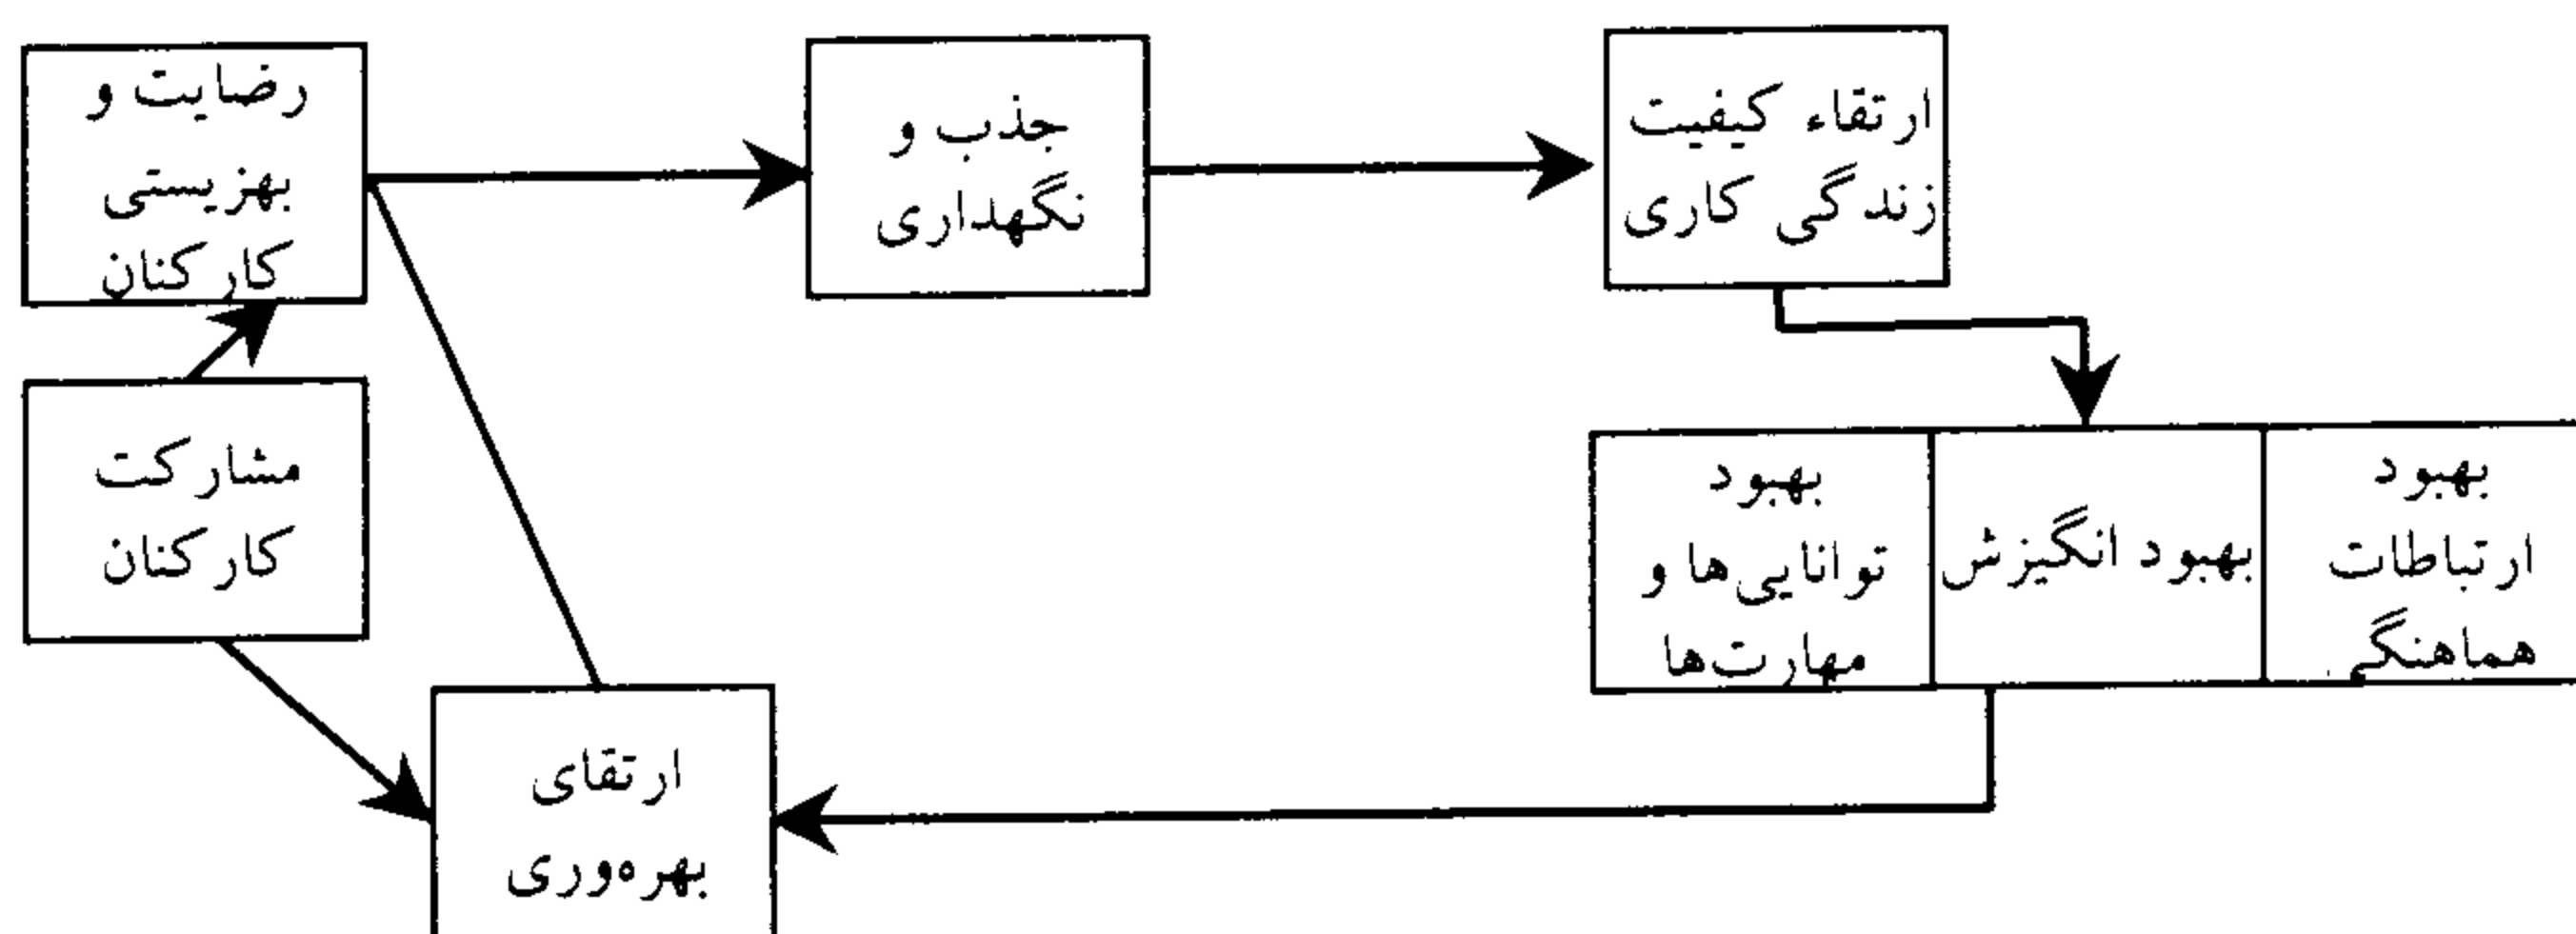 ارتقاء کیفیت
زندگی کاری
جذب و
نگهداری
رضایت و
بهزیستی
کارکنان
مشارکت
کارکنان
بهبود
ارتباطات
هماهنگی
بهبود انگیزش
بهبود
توانایی‌ها و
مهارت‌ها
ارتقای
بهره‌وری